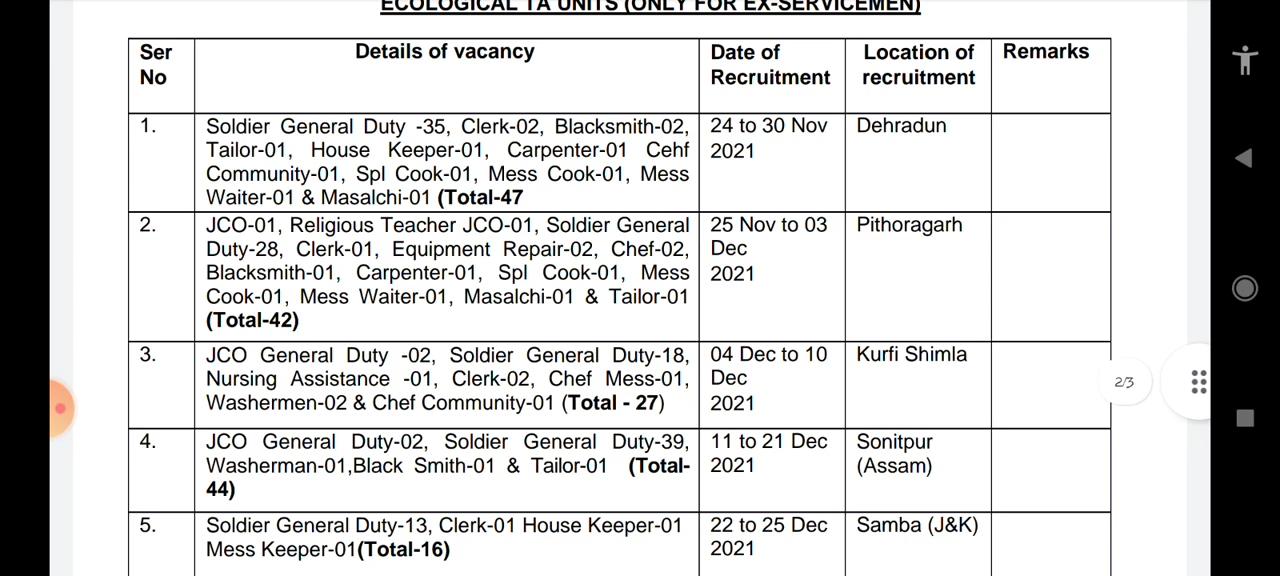 ECOLOGICAL TA UNITS (ONLY FOR EX-SERVICEMEN)
Ser No
Details of vacancy
Date of Recruitment
Location of recruitment
Remarks
1.
Soldier General Duty -35, Clerk-02, Blacksmith-02,
Tailor-01, House Keeper-01, Carpenter-01 Cehf
Community-01, Spl Cook-01, Mess Cook-01, Mess
Waiter-01 & Masalchi-01 (Total-47
24 to 30 Nov
2021
Dehradun
2.
JCO-01, Religious Teacher JCO-01, Soldier General
Duty-28, Clerk-01, Equipment Repair-02, Chef-02,
Blacksmith-01, Carpenter-01, Spl Cook-01, Mess
Cook-01, Mess Waiter-01, Masalchi-01 & Tailor-01
(Total-42)
25 Nov to 03
Dec
2021
Pithoragarh
3.
JCO General Duty -02, Soldier General Duty-18,
Nursing Assistance -01, Clerk-02, Chef Mess-01,
Washermen-02 & Chef Community-01 (Total - 27)
04 Dec to 10
Dec
2021
Kurfi Shimla
4.
JCO General Duty-02, Soldier General Duty-39,
Washerman-01,Black Smith-01 & Tailor-01 (Total-
44)
11 to 21 Dec
2021
Sonitpur
(Assam)
5.
Soldier General Duty-13, Clerk-01 House Keeper-01
Mess Keeper-01(Total-16)
22 to 25 Dec
2021
Samba (J&K)
2/3